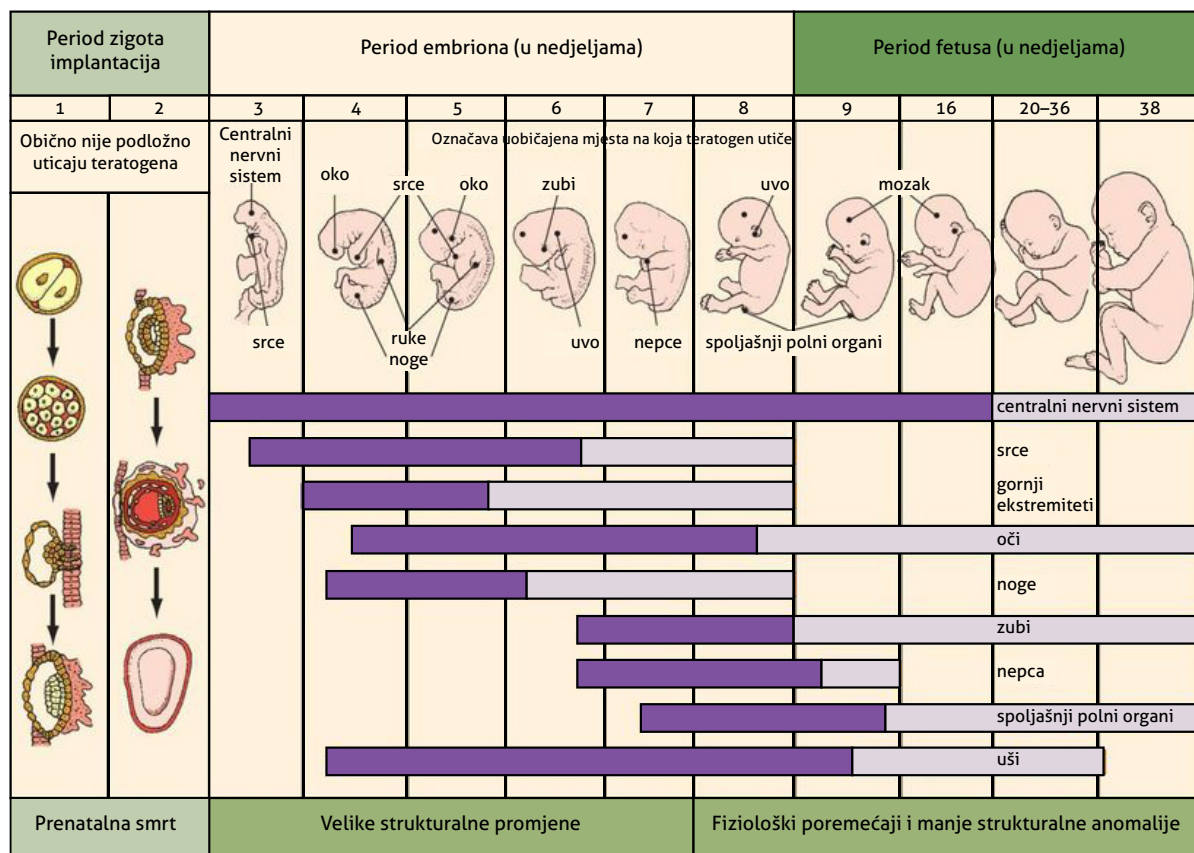 Period zigota
implantacija
Period embriona (u nedjeljama)
Period fetusa (u nedjeljama)
1
2
3
4
5
6
7
8
9
16
20–36
38
Obično nije podložno
uticaju teratogena
Centralni
nervni
sistem
Označava uobičajena mjesta na koja teratogen utiče
oko
srce
oko
zubi
uvo
mozak
srce
ruke
noge
uvo
nepce
spoljašnji polni organi
centralni nervni sistem
srce
gornji
ekstremiteti
oči
noge
zubi
nepca
spoljašnji polni organi
uši
Prenatalna smrt
Velike strukturalne promjene
Fiziološki poremećaji i manje strukturalne anomalije